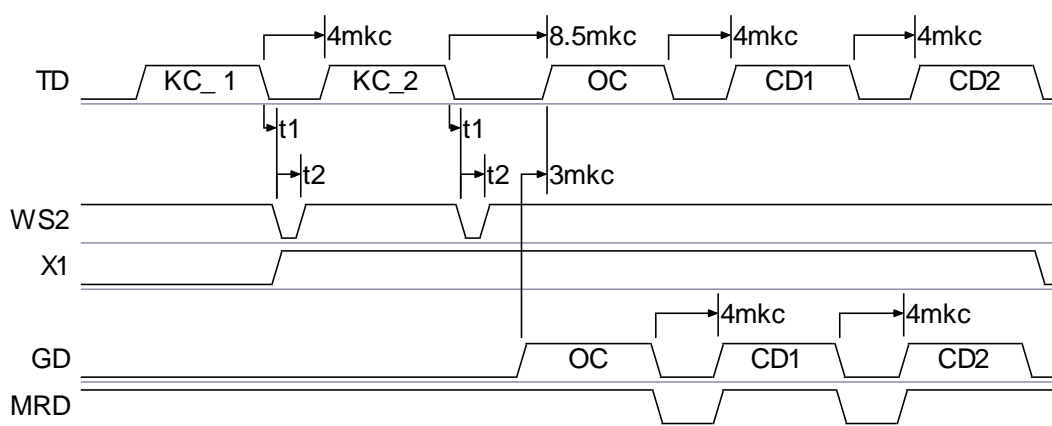 4mkc 8.5mkc 4mkc 4mkc
TD KC_ 1 KC_2 OC CD1 CD2
t1 t1
t2 t2 3mkc
WS2
X1
4mkc 4mkc
GD OC CD1 CD2
MRD